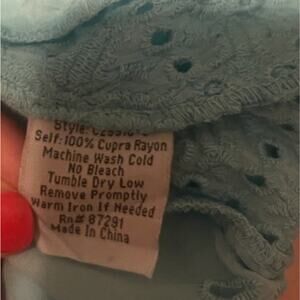 Style:
Self:100% Cupra Rayon
Machine Wash Cold
No Bleach
Tumble Dry Low
Remove Promptly
Warm Iron If Needed
Rn# 87291
Made In China